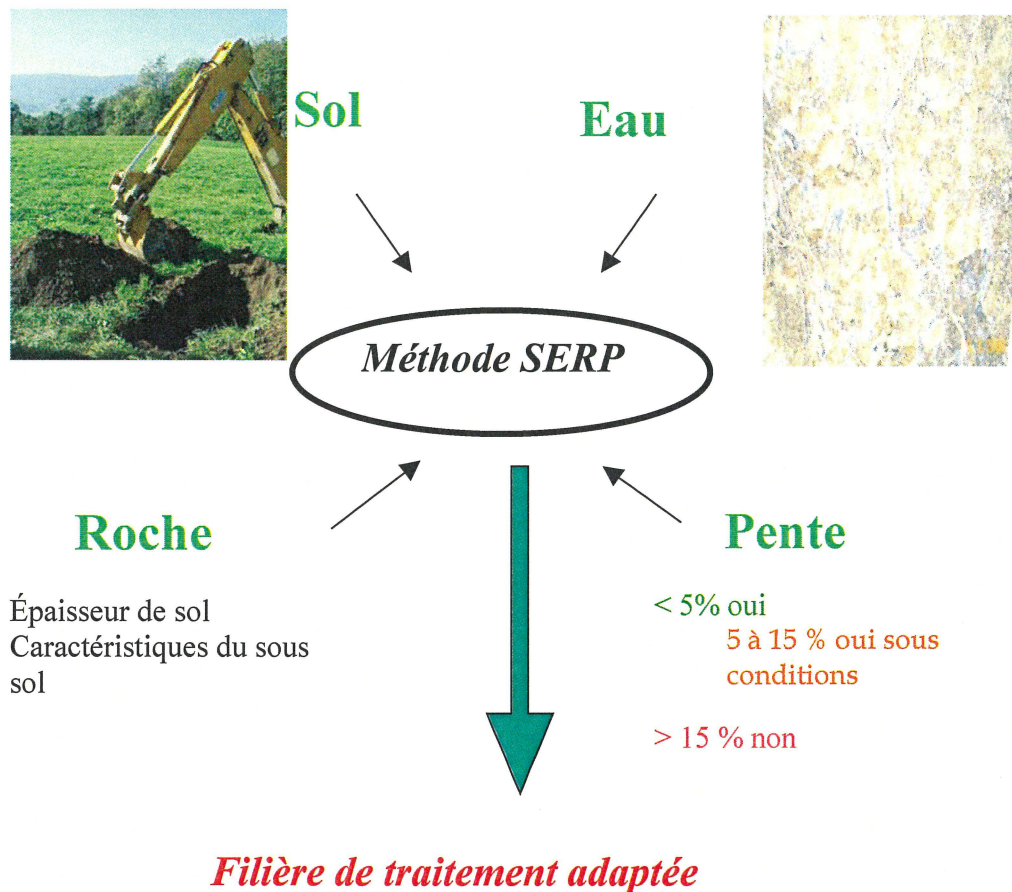 Sol
Eau
Méthode SERP
Roche
Pente
Épaisseur de sol
Caractéristiques du sous
sol
< 5% oui
5 à 15 % oui sous
conditions
> 15 % non
Filière de traitement adaptée